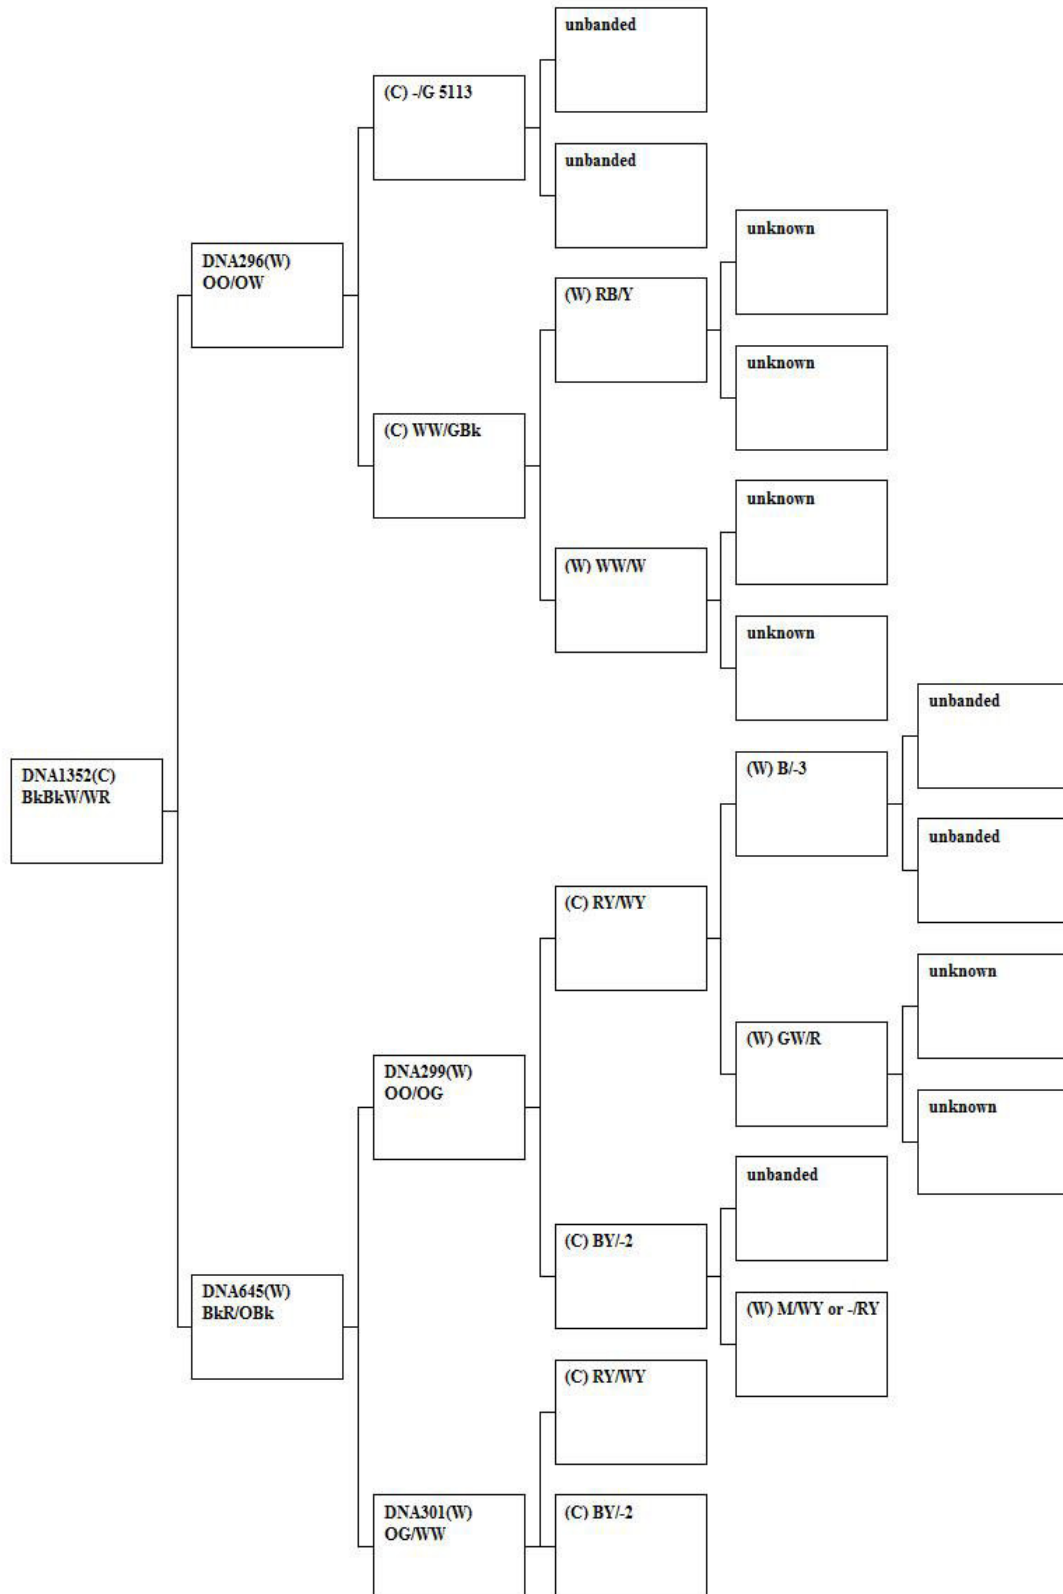 unbanded
(C) -/G 5113
unbanded
unknown
DNA296(W)
OO/OW
(W) RB/Y
unknown
(C) WW/GBk
unknown
(W) WW/W
unknown
unbanded
DNA1352(C)
BkBkW/WR
(W) B/-3
unbanded
(C) RY/WY
unknown
(W) GW/R
DNA299(W)
OO/OG
unknown
unbanded
(C) BY/-2
DNA645(W)
BkR/OBk
(W) M/WY or -/RY
(C) RY/WY
DNA301(W)
OG/WW
(C) BY/-2